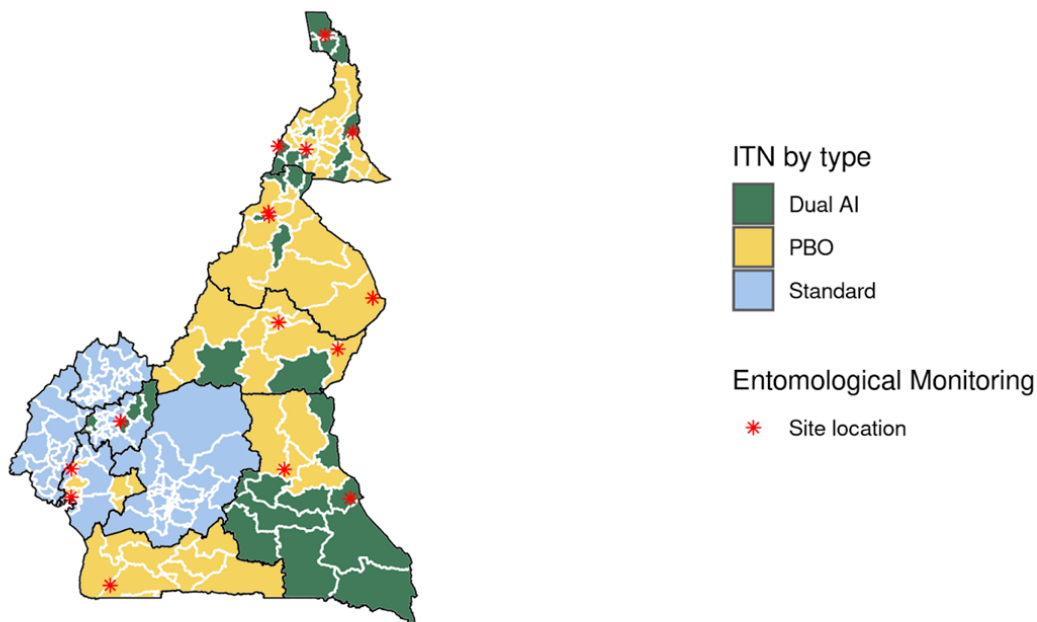 ITN by type
Dual AI
PBO
Standard
Entomological Monitoring
Site location